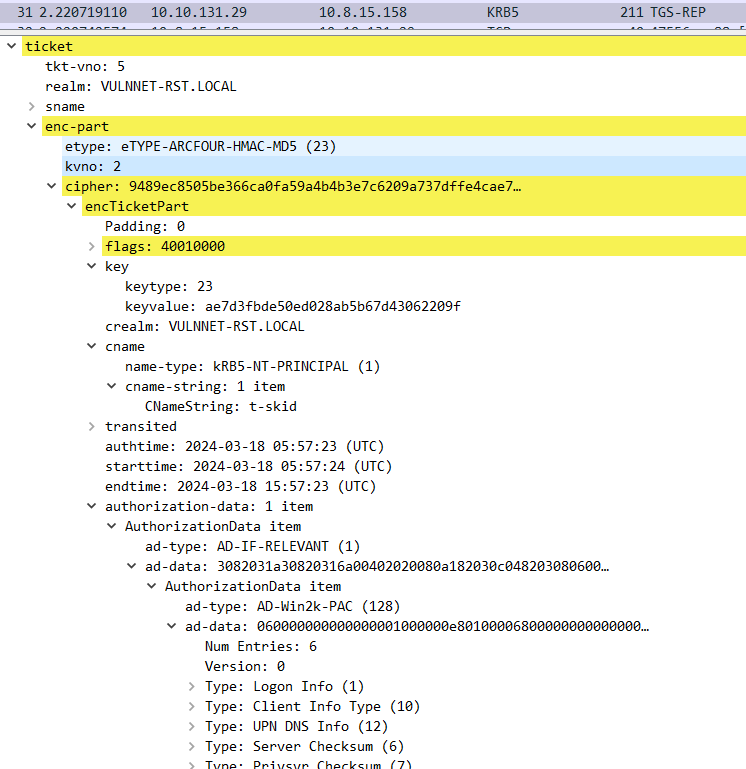 31 2.220719110 10.10.131.29 10.8.15.158 KRB5 211 TGS-REP
ticket
tkt-vno: 5
realm: VULNNET-RST.LOCAL
sname
enc-part
etype: eTYPE-ARCFOUR-HMAC-MD5 (23)
kvno: 2
cipher: 9489ec8505be366ca0fa59a4b4b3e7c6209a737dffe4cae7…
encTicketPart
Padding: 0
flags: 40010000
key
keytype: 23
keyvalue: ae7d3fbde50ed028ab5b67d43062209f
crealm: VULNNET-RST.LOCAL
cname
name-type: kRB5-NT-PRINCIPAL (1)
cname-string: 1 item
CNameString: t-skid
transited
authtime: 2024-03-18 05:57:23 (UTC)
starttime: 2024-03-18 05:57:24 (UTC)
endtime: 2024-03-18 15:57:23 (UTC)
authorization-data: 1 item
AuthorizationData item
ad-type: AD-IF-RELEVANT (1)
ad-data: 3082031a30820316a00402020080a182030c048203080600…
AuthorizationData item
ad-type: AD-Win2k-PAC (128)
ad-data: 060000000000000001000000e80100006800000000000000…
Num Entries: 6
Version: 0
Type: Logon Info (1)
Type: Client Info Type (10)
Type: UPN DNS Info (12)
Type: Server Checksum (6)
Type: Privsvr Checksum (7)